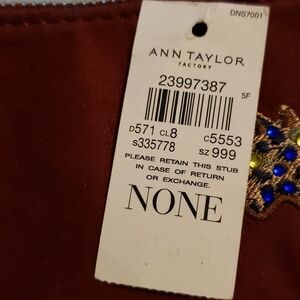 DNS7001
ANN TAYLOR
FACTORY
23997387
5F
D571 CL8 C5553
S335778 SZ 999
PLEASE RETAIN THIS STUB
IN CASE OF RETURN
OR EXCHANGE.
NONE